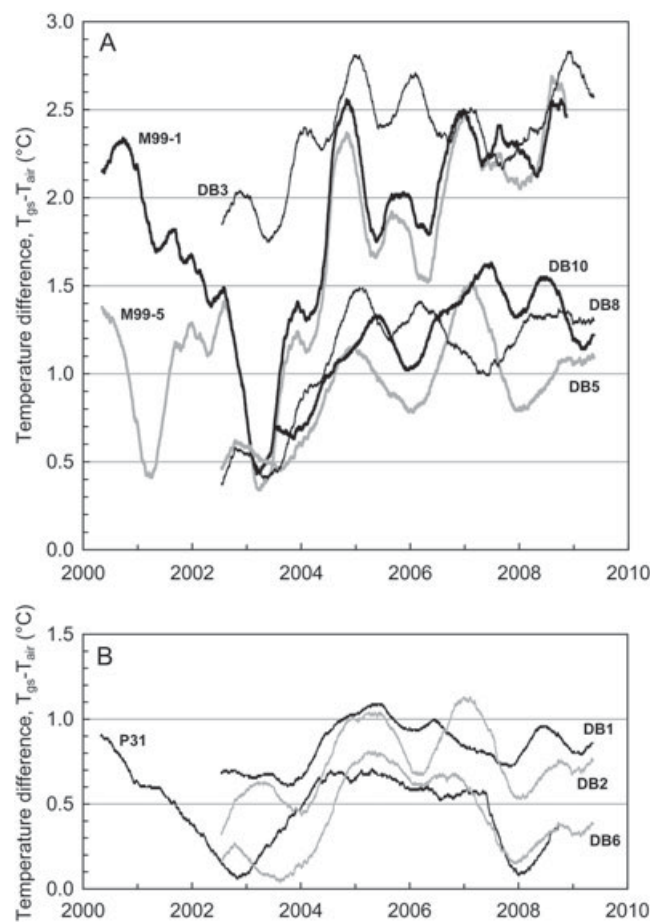 A
Temperature difference, Tgs-Tair (°C)
3.0
2.5
2.0
1.5
1.0
0.5
0.0
M99-1
DB3
M99-5
DB10
DB8
DB5
2000 2002 2004 2006 2008 2010
B
Temperature difference, Tgs-Tair (°C)
1.5
1.0
0.5
0.0
P31
DB1
DB2
DB6
2000 2002 2004 2006 2008 2010